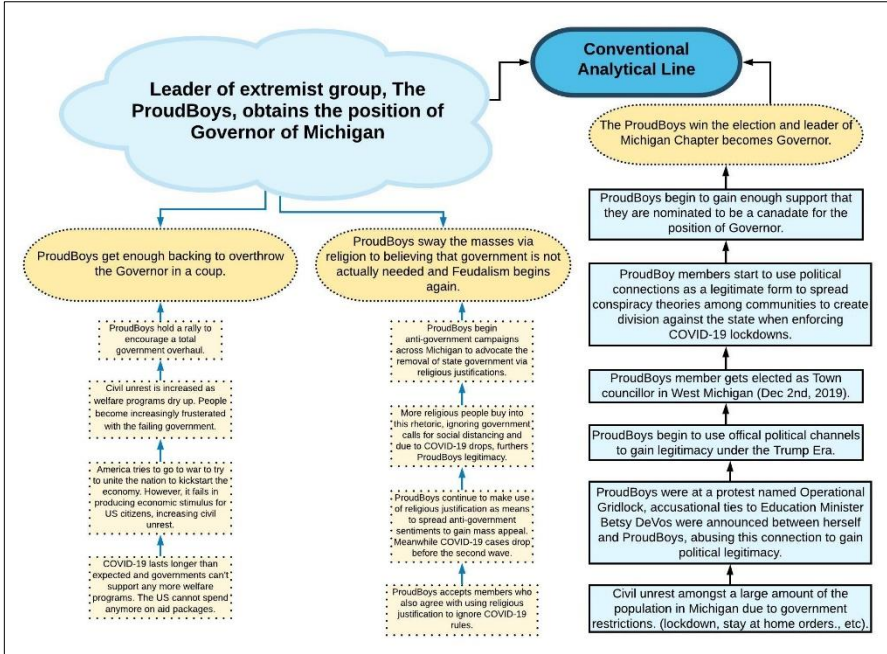 Leader of extremist group, The
ProudBoys, obtains the position of
Governor of Michigan
Conventional
Analytical Line
ProudBoys get enough backing to overthrow
the Governor in a coup.
ProudBoys hold a rally to
encourage a total
government overhaul.
Civil unrest is increased as
welfare programs dry up. People
become increasingly frusterated
with the failing government.
America tries to go to war to try
to unite the nation to kickstart the
economy. However, it fails in
producing economic stimulus for
US citizens, increasing civil
unrest.
COVID-19 lasts longer than
expected and governments can't
support any more welfare
programs. The US cannot spend
anymore on aid packages.
ProudBoys sway the masses via
religion to believing that government is not
actually needed and Feudalism begins
again.
ProudBoys begin
anti-government campaigns
across Michigan to advocate the
removal of state government via
religious justifications.
More religious people buy into
this rhetoric, ignoring government
calls for social distancing and
due to COVID-19 drops, furthers
ProudBoys legitimacy.
ProudBoys continue to make use
of religious justification as means
to spread anti-government
sentiments to gain mass appeal.
Meanwhile COVID-19 cases drop
before the second wave.
ProudBoys accepts members who
also agree with using religious
justification to ignore COVID-19
rules.
The ProudBoys win the election and leader of
Michigan Chapter becomes Governor.
ProudBoys begin to gain enough support that
they are nominated to be a canadate for the
position of Governor.
ProudBoy members start to use political
connections as a legitimate form to spread
conspiracy theories among communities to create
division against the state when enforcing
COVID-19 lockdowns.
ProudBoys member gets elected as Town
councillor in West Michigan (Dec 2nd, 2019).
ProudBoys begin to use offical political channels
to gain legitimacy under the Trump Era.
ProudBoys were at a protest named Operational
Gridlock, accusational ties to Education Minister
Betsy DeVos were announced between herself
and ProudBoys, abusing this connection to gain
political legitimacy.
Civil unrest amongst a large amount of the
population in Michigan due to government
restrictions. (lockdown, stay at home orders., etc).